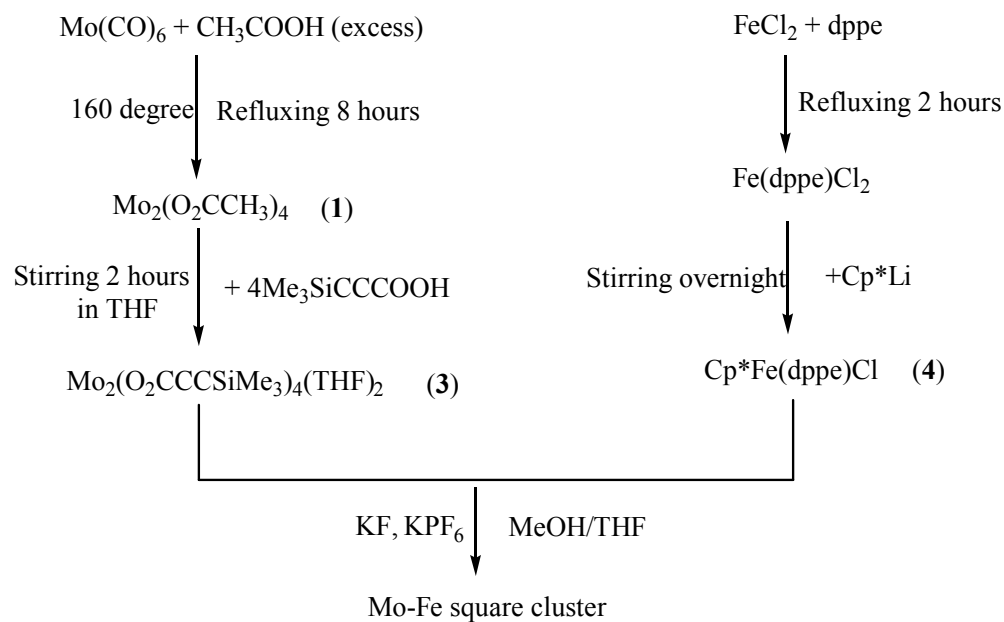 Mo(CO)6 + CH3COOH (excess)
160 degree Refluxing 8 hours
Mo2(O2CCH3)4 (1)
Stirring 2 hours
in THF
+ 4Me3SiCCCOOH
Mo2(O2CCCSiMe3)4(THF)2 (3)
FeCl2 + dppe
Refluxing 2 hours
Fe(dppe)Cl2
Stirring overnight +Cp*Li
Cp*Fe(dppe)Cl (4)
KF, KPF6 MeOH/THF
Mo-Fe square cluster